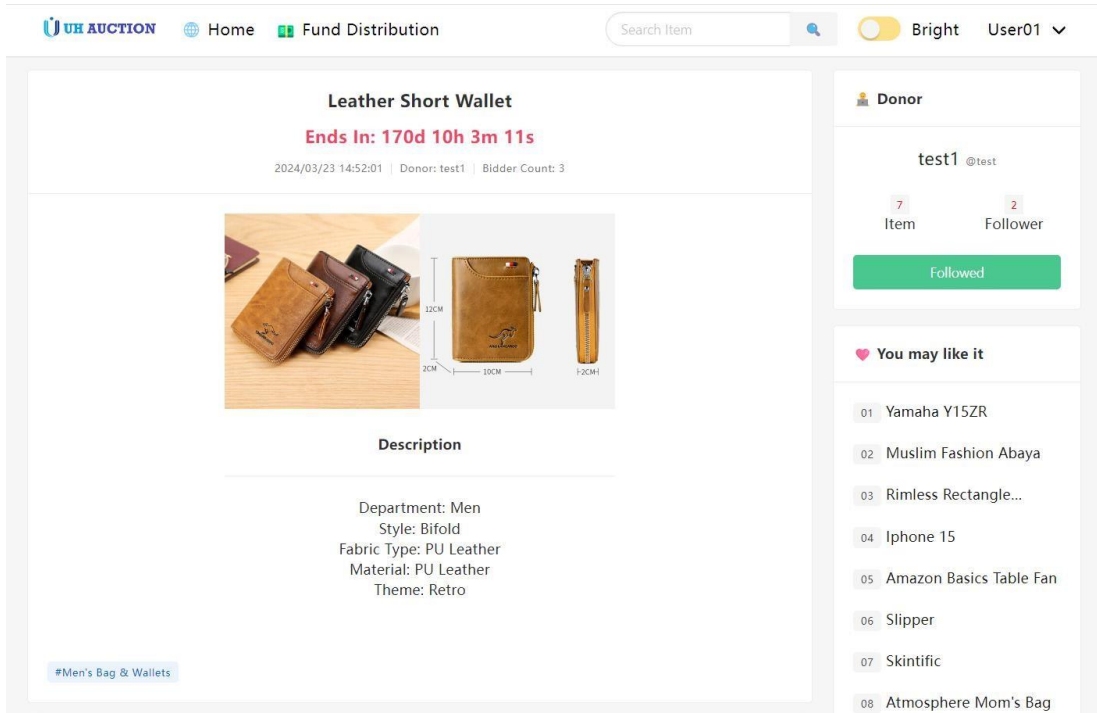 UH AUCTION
Home
Fund Distribution
Search Item
Bright
User01
Leather Short Wallet
Ends In: 170d 10h 3m 11s
2024/03/23 14:52:01 | Donor: test1 | Bidder Count: 3
12CM
2CM
10CM
2CM
Description
Department: Men
Style: Bifold
Fabric Type: PU Leather
Material: PU Leather
Theme: Retro
#Men's Bag & Wallets
Donor
test1 @test
7 2
Item Follower
Followed
You may like it
01 Yamaha Y15ZR
02 Muslim Fashion Abaya
03 Rimless Rectangle...
04 Iphone 15
05 Amazon Basics Table Fan
06 Slipper
07 Skintific
08 Atmosphere Mom's Bag